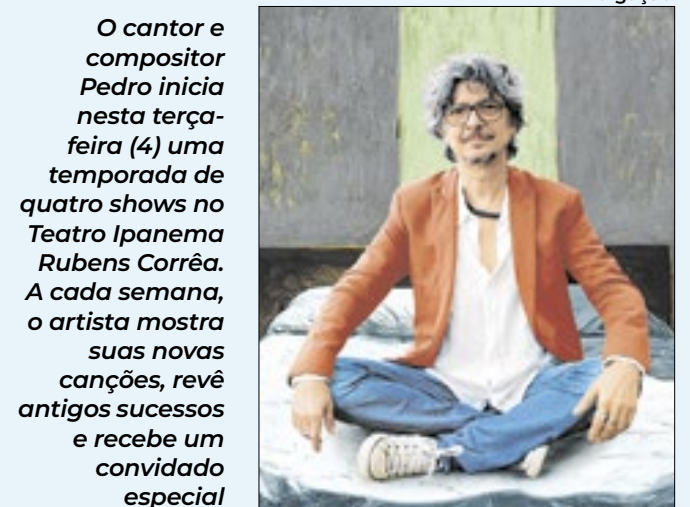 O cantor e
compositor
Pedro inicia
nesta terça-
feira (4) uma
temporada de
quatro shows no
Teatro Ipanema
Rubens Corrêa.
A cada semana,
o artista mostra
suas novas
canções, revê
antigos sucessos
e recebe um
convidado
especial